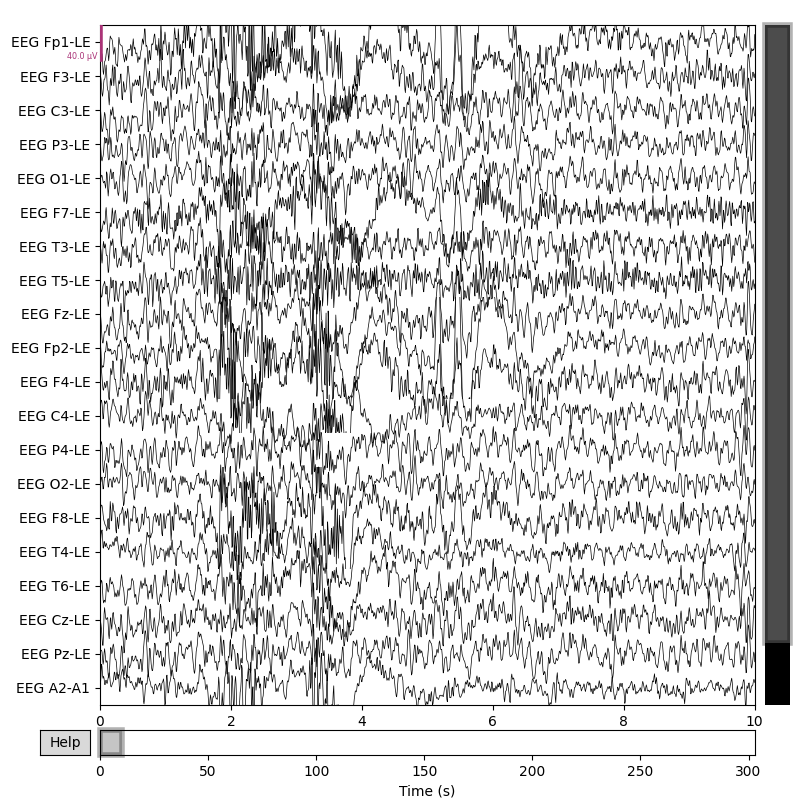 EEG Fp1-LE
40.0 µV
EEG F3-LE
EEG C3-LE
EEG P3-LE
EEG O1-LE
EEG F7-LE
EEG T3-LE
EEG T5-LE
EEG Fz-LE
EEG Fp2-LE
EEG F4-LE
EEG C4-LE
EEG P4-LE
EEG O2-LE
EEG F8-LE
EEG T4-LE
EEG T6-LE
EEG Cz-LE
EEG Pz-LE
EEG A2-A1
0 2 4 6 8 10
Help
0 50 100 150 200 250 300
Time (s)